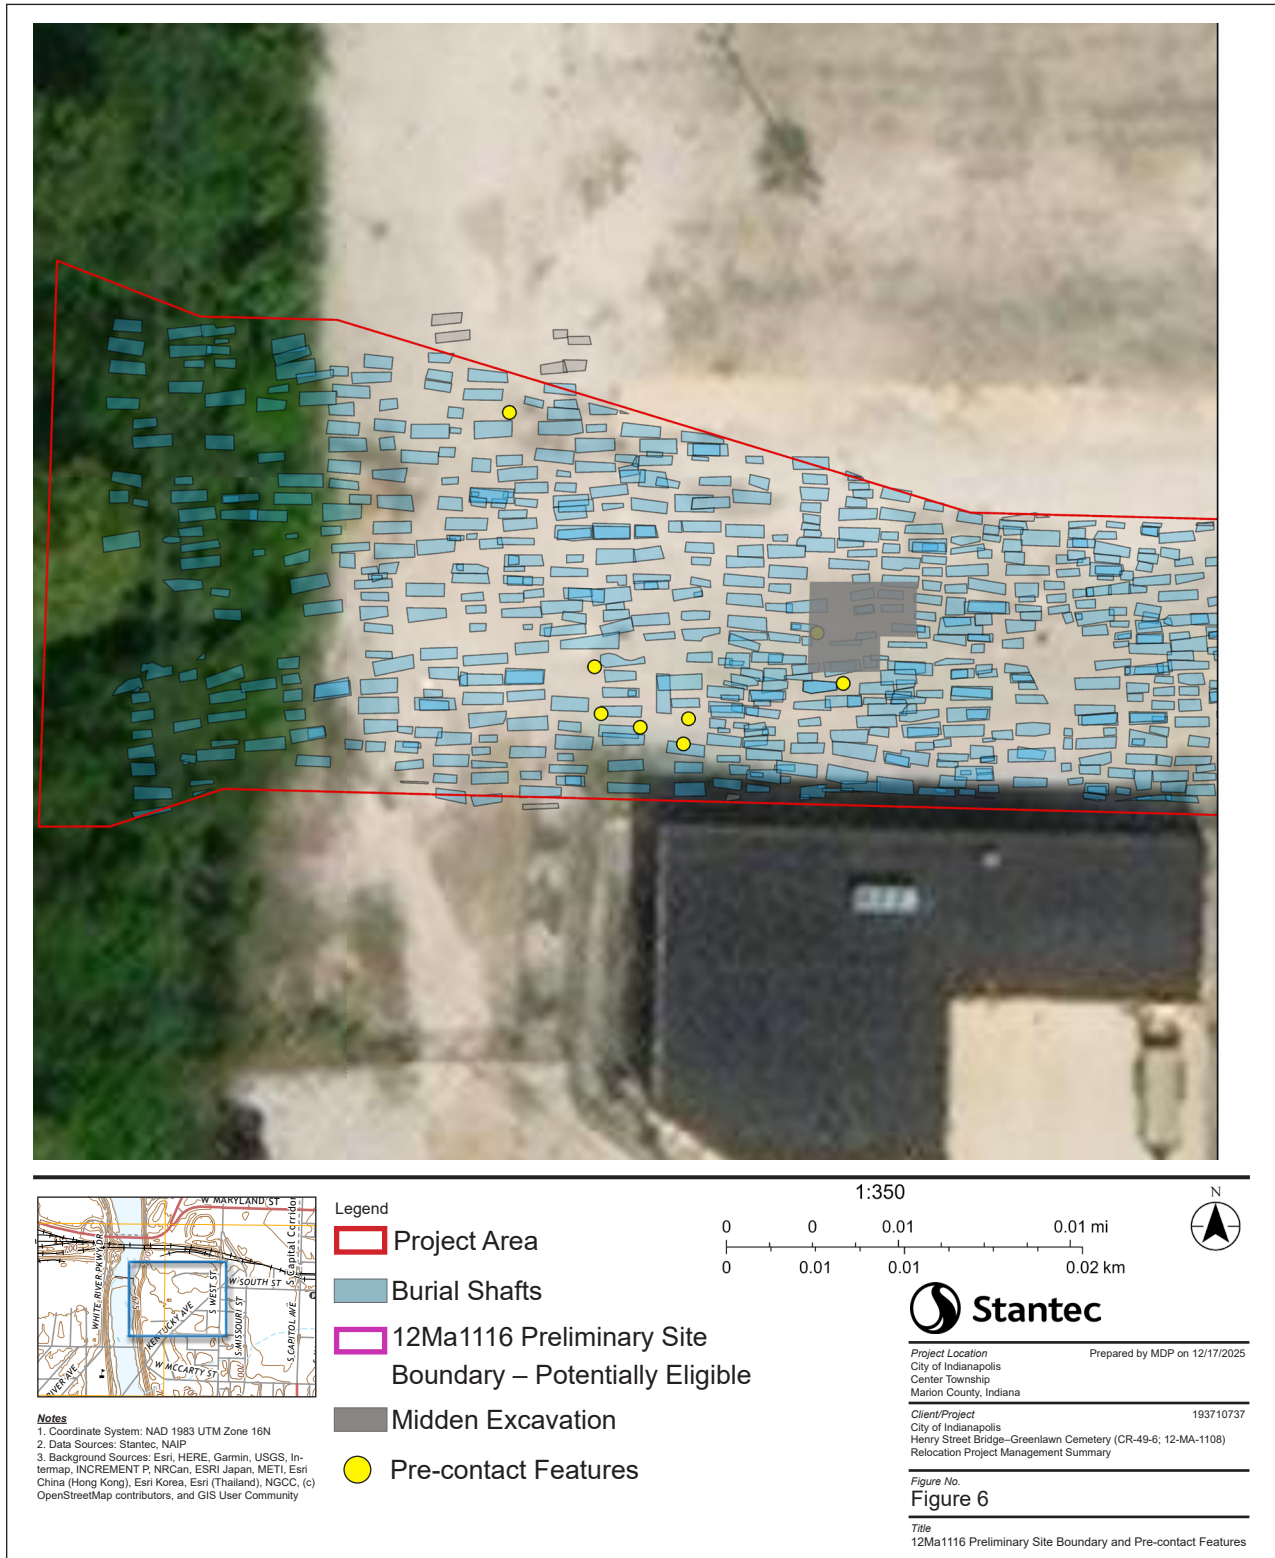 W MARYLAND ST
WHITE RIVER PKWY DR
S Capital Corridor
W SOUTH ST
S WEST ST
675
KENTUCKY AVE
S MISSOURI ST
S CAPITOL AVE
W MCCARTY ST
700
RIVER AVE
Notes
1. Coordinate System: NAD 1983 UTM Zone 16N
2. Data Sources: Stantec, NAIP
3. Background Sources: Esri, HERE, Garmin, USGS, In-
termap, INCREMENT P, NRCan, ESRI Japan, METI, Esri
China (Hong Kong), Esri Korea, Esri (Thailand), NGCC, (c)
OpenStreetMap contributors, and GIS User Community
Legend
Project Area
Burial Shafts
12Ma1116 Preliminary Site
Boundary – Potentially Eligible
Midden Excavation
Pre-contact Features
1:350
0 0 0.01 0.01 mi
0 0.01 0.01 0.02 km
N
Stantec
Project Location Prepared by MDP on 12/17/2025
City of Indianapolis
Center Township
Marion County, Indiana
Client/Project 193710737
City of Indianapolis
Henry Street Bridge–Greenlawn Cemetery (CR-49-6; 12-MA-1108)
Relocation Project Management Summary
Figure No.
Figure 6
Title
12Ma1116 Preliminary Site Boundary and Pre-contact Features